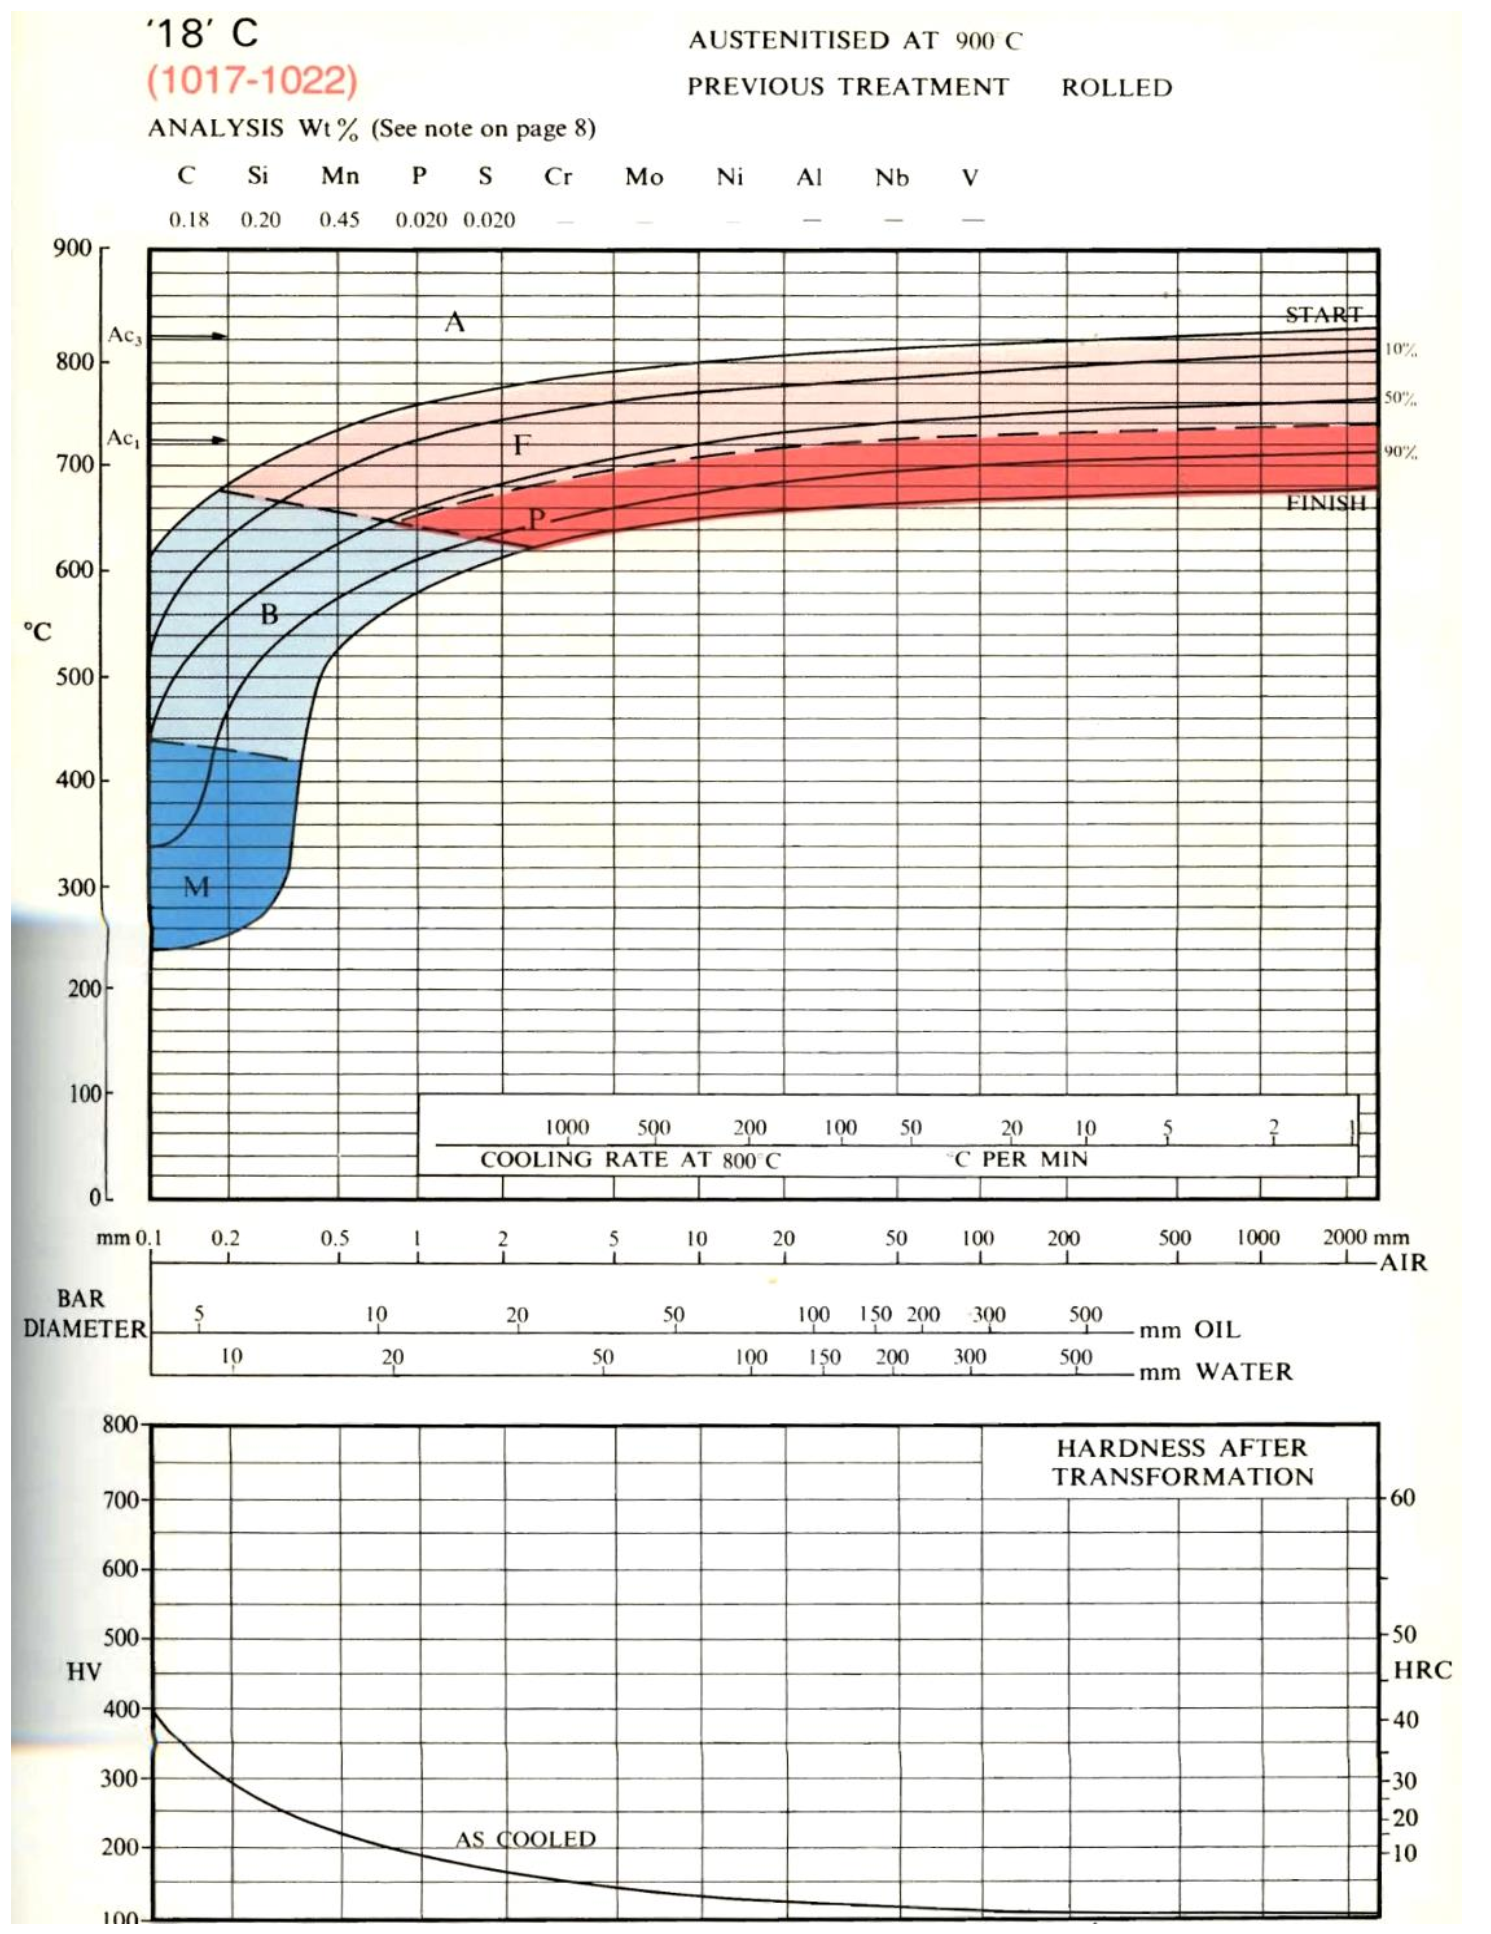 '18' C
(1017-1022)
AUSTENITISED AT 900°C
PREVIOUS TREATMENT ROLLED
ANALYSIS Wt % (See note on page 8)
C Si Mn P S Cr Mo Ni Al Nb V
0.18 0.20 0.45 0.020 0.020 — — — — — —
900
START
A
Ac₃
800
10%
50%
Ac₁
F
700
90%
P
FINISH
600
B
°C
500
400
300
M
200
100
1000 500 200 100 50 20 10 5 2 1
COOLING RATE AT 800°C °C PER MIN
0
mm 0.1 0.2 0.5 1 2 5 10 20 50 100 200 500 1000 2000 mm
AIR
BAR
DIAMETER
5 10 20 50 100 150 200 300 500
mm OIL
10 20 50 100 150 200 300 500
mm WATER
800
HARDNESS AFTER
TRANSFORMATION
700 60
600
500 50
HV HRC
400 40
300 30
20
AS COOLED
200 10
100